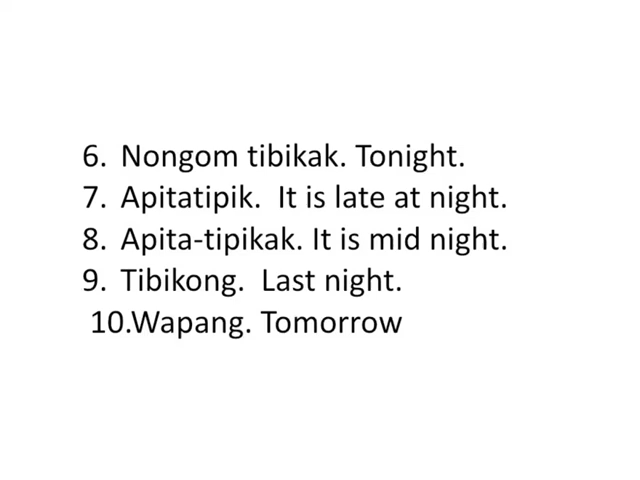 6. Nongom tibikak. Tonight.
7. Apitatipik. It is late at night.
8. Apita-tipikak. It is mid night.
9. Tibikong. Last night.
10.Wapang. Tomorrow